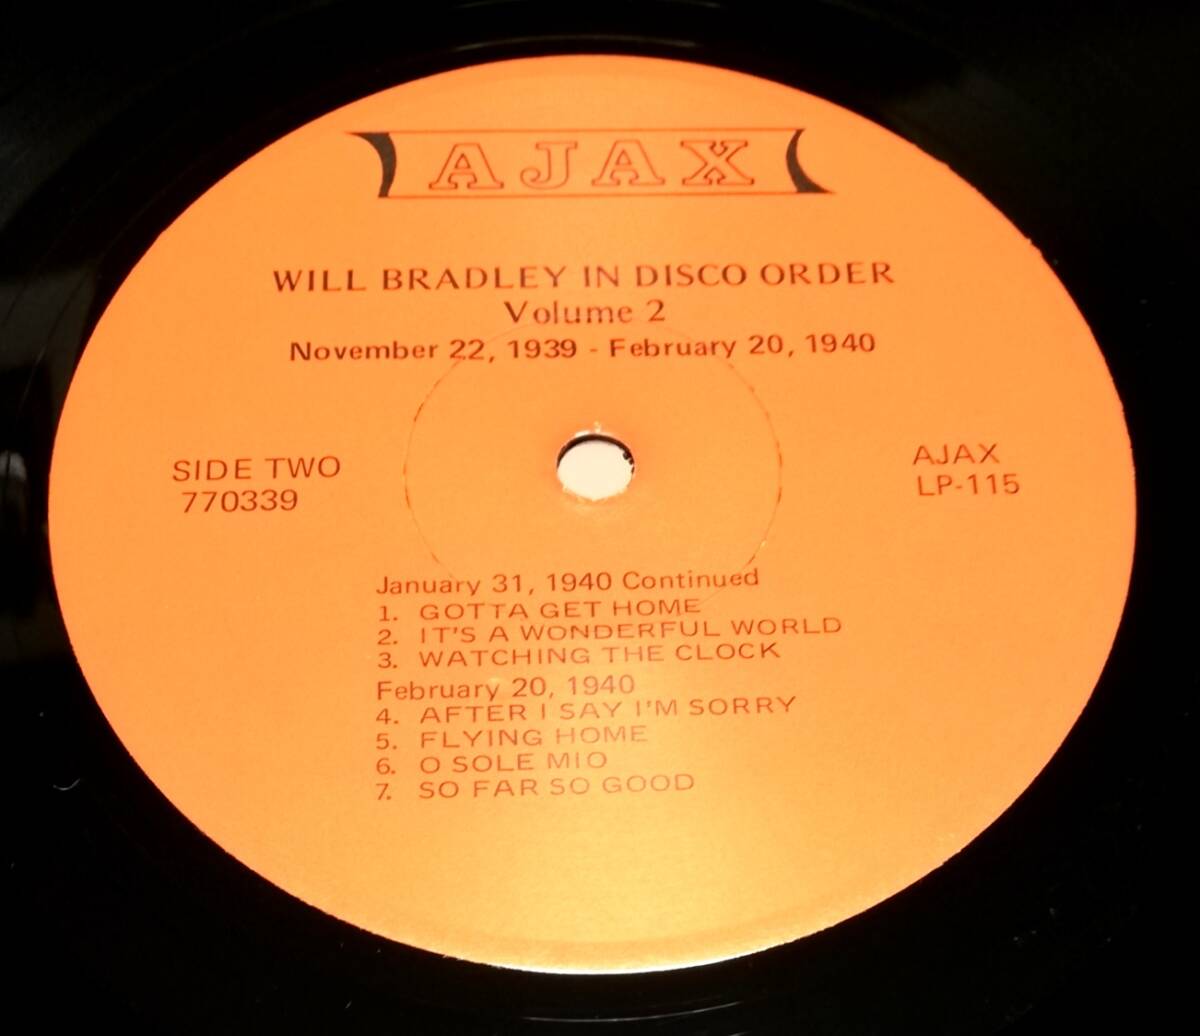 AJAX
WILL BRADLEY IN DISCO ORDER
Volume 2
November 22, 1939 - February 20, 1940
SIDE TWO
770339
AJAX
LP-115
January 31, 1940 Continued
1. GOTTA GET HOME
2. IT'S A WONDERFUL WORLD
3. WATCHING THE CLOCK
February 20, 1940
4. AFTER I SAY I'M SORRY
5. FLYING HOME
6. O SOLE MIO
7. SO FAR SO GOOD